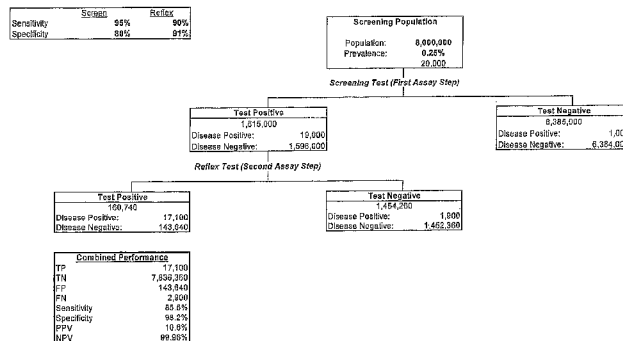 Screen Reflex
Sensitivity 95% 90%
Specificity 80% 91%
Screening Population
Population: 8,000,000
Prevalence: 0.25%
20,000
Screening Test (First Assay Step)
Test Positive
1,615,000
Disease Positive: 19,000
Disease Negative: 1,596,000
Test Negative
6,385,000
Disease Positive: 1,00
Disease Negative: 6,384,00
Reflex Test (Second Assay Step)
Test Positive
160,740
Disease Positive: 17,100
Disease Negative: 143,640
Test Negative
1,454,260
Disease Positive: 1,900
Disease Negative: 1,452,360
Combined Performance
TP 17,100
TN 7,836,360
FP 143,640
FN 2,900
Sensitivity 85.5%
Specificity 98.2%
PPV 10.6%
NPV 99.96%